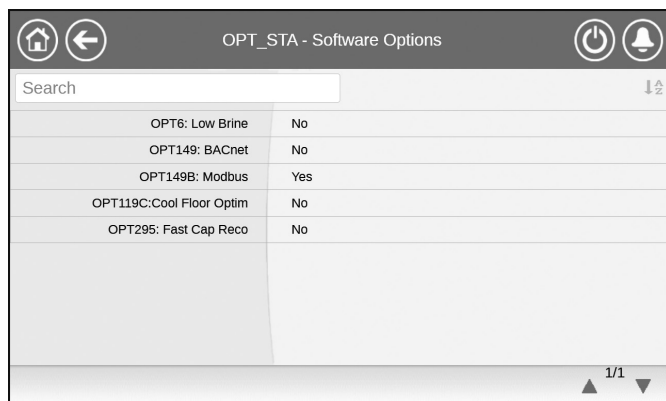 OPT_STA - Software Options
Search
OPT6: Low Brine No
OPT149: BACnet No
OPT149B: Modbus Yes
OPT119C:Cool Floor Optim No
OPT295: Fast Cap Reco No
1/1